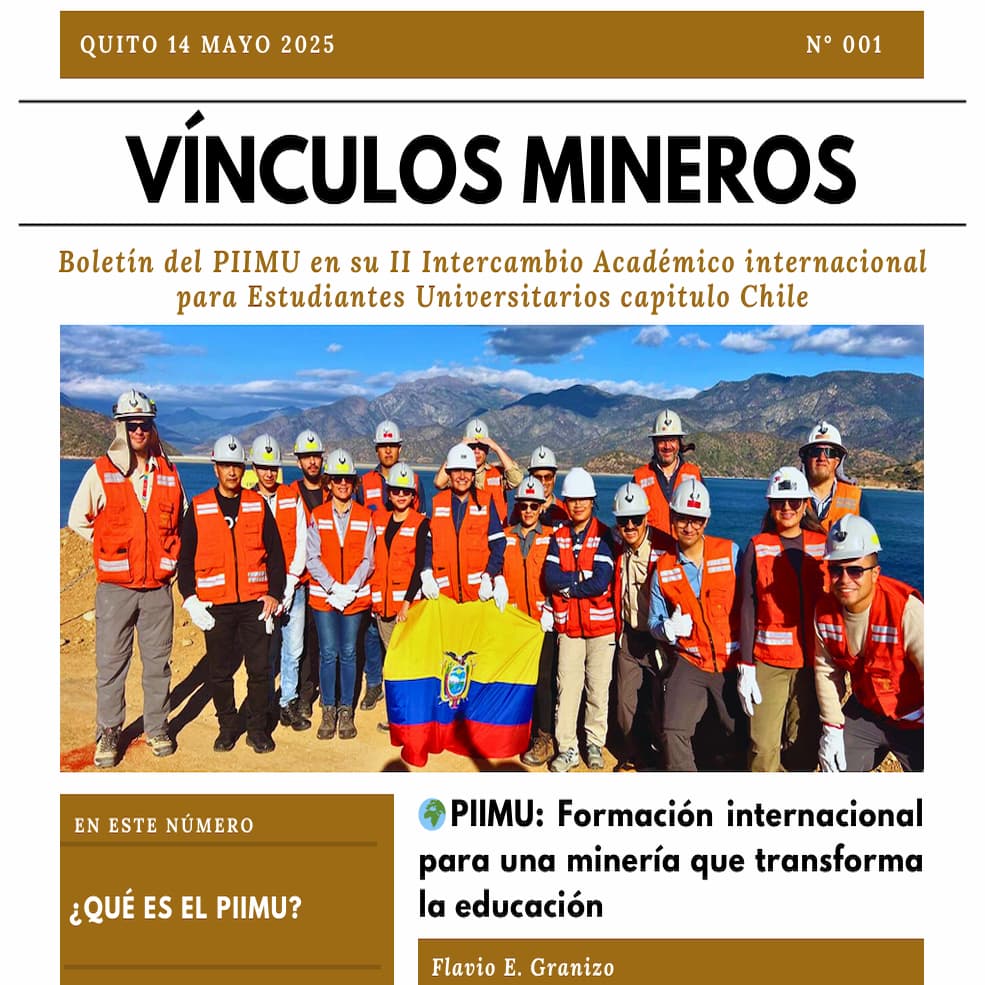 QUITO 14 MAYO 2025
N° 001
VÍNCULOS MINEROS
Boletín del PIIMU en su II Intercambio Académico internacional
para Estudiantes Universitarios capitulo Chile
EN ESTE NÚMERO
¿QUÉ ES EL PIIMU?
PIIMU: Formación internacional
para una minería que transforma
la educación
Flavio E. Granizo